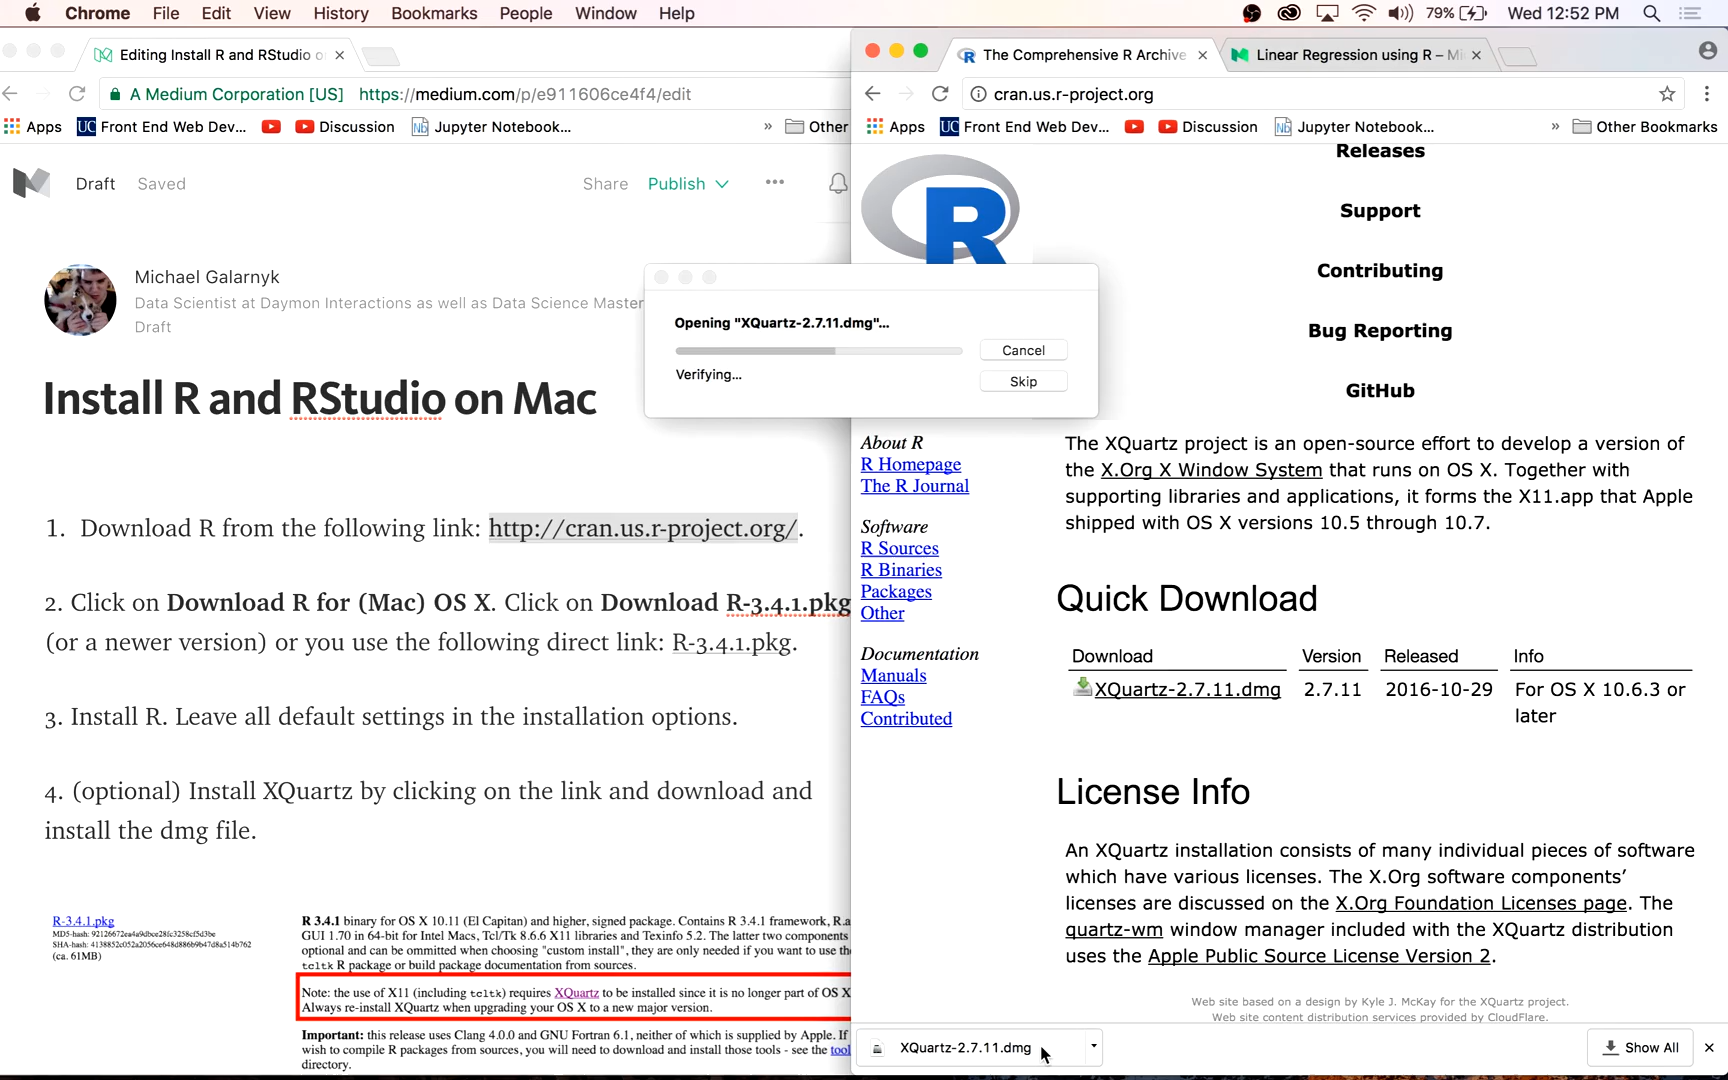 Chrome File Edit View History Bookmarks People Window Help 79% Wed 12:52 PM
Editing Install R and RStudio o
A Medium Corporation [US] https://medium.com/p/e911606ce4f4/edit
Apps UC Front End Web Dev... Discussion Nb Jupyter Notebook... » Other
Draft Saved Share Publish
Michael Galarnyk
Data Scientist at Daymon Interactions as well as Data Science Master
Draft
Install R and RStudio on Mac
1. Download R from the following link: http://cran.us.r-project.org/.
2. Click on Download R for (Mac) OS X. Click on Download R-3.4.1.pkg
(or a newer version) or you use the following direct link: R-3.4.1.pkg.
3. Install R. Leave all default settings in the installation options.
4. (optional) Install XQuartz by clicking on the link and download and
install the dmg file.
R-3.4.1.pkg
MD5-hash: 92126672ea4a9dbce28fc3258cf5d3be
SHA-hash: 4138852c052a2056ce648d886b9b47d8a514b762
(ca. 61MB)
R 3.4.1 binary for OS X 10.11 (El Capitan) and higher, signed package. Contains R 3.4.1 framework, R.a
GUI 1.70 in 64-bit for Intel Macs, Tcl/Tk 8.6.6 X11 libraries and Texinfo 5.2. The latter two components
optional and can be ommitted when choosing "custom install", they are only needed if you want to use the
tcltk R package or build package documentation from sources.
Note: the use of X11 (including tcltk) requires XQuartz to be installed since it is no longer part of OS X
Always re-install XQuartz when upgrading your OS X to a new major version.
Important: this release uses Clang 4.0.0 and GNU Fortran 6.1, neither of which is supplied by Apple. If
wish to compile R packages from sources, you will need to download and install those tools - see the tool
directory.
Opening "XQuartz-2.7.11.dmg"...
Cancel
Verifying...
Skip
The Comprehensive R Archive Linear Regression using R – Mi
cran.us.r-project.org
Apps UC Front End Web Dev... Discussion Nb Jupyter Notebook... » Other Bookmarks
R
About R
R Homepage
The R Journal
Software
R Sources
R Binaries
Packages
Other
Documentation
Manuals
FAQs
Contributed
Releases
Support
Contributing
Bug Reporting
GitHub
The XQuartz project is an open-source effort to develop a version of
the X.Org X Window System that runs on OS X. Together with
supporting libraries and applications, it forms the X11.app that Apple
shipped with OS X versions 10.5 through 10.7.
Quick Download
Download Version Released Info
XQuartz-2.7.11.dmg 2.7.11 2016-10-29 For OS X 10.6.3 or
later
License Info
An XQuartz installation consists of many individual pieces of software
which have various licenses. The X.Org software components’
licenses are discussed on the X.Org Foundation Licenses page. The
quartz-wm window manager included with the XQuartz distribution
uses the Apple Public Source License Version 2.
Web site based on a design by Kyle J. McKay for the XQuartz project.
Web site content distribution services provided by CloudFlare.
XQuartz-2.7.11.dmg Show All